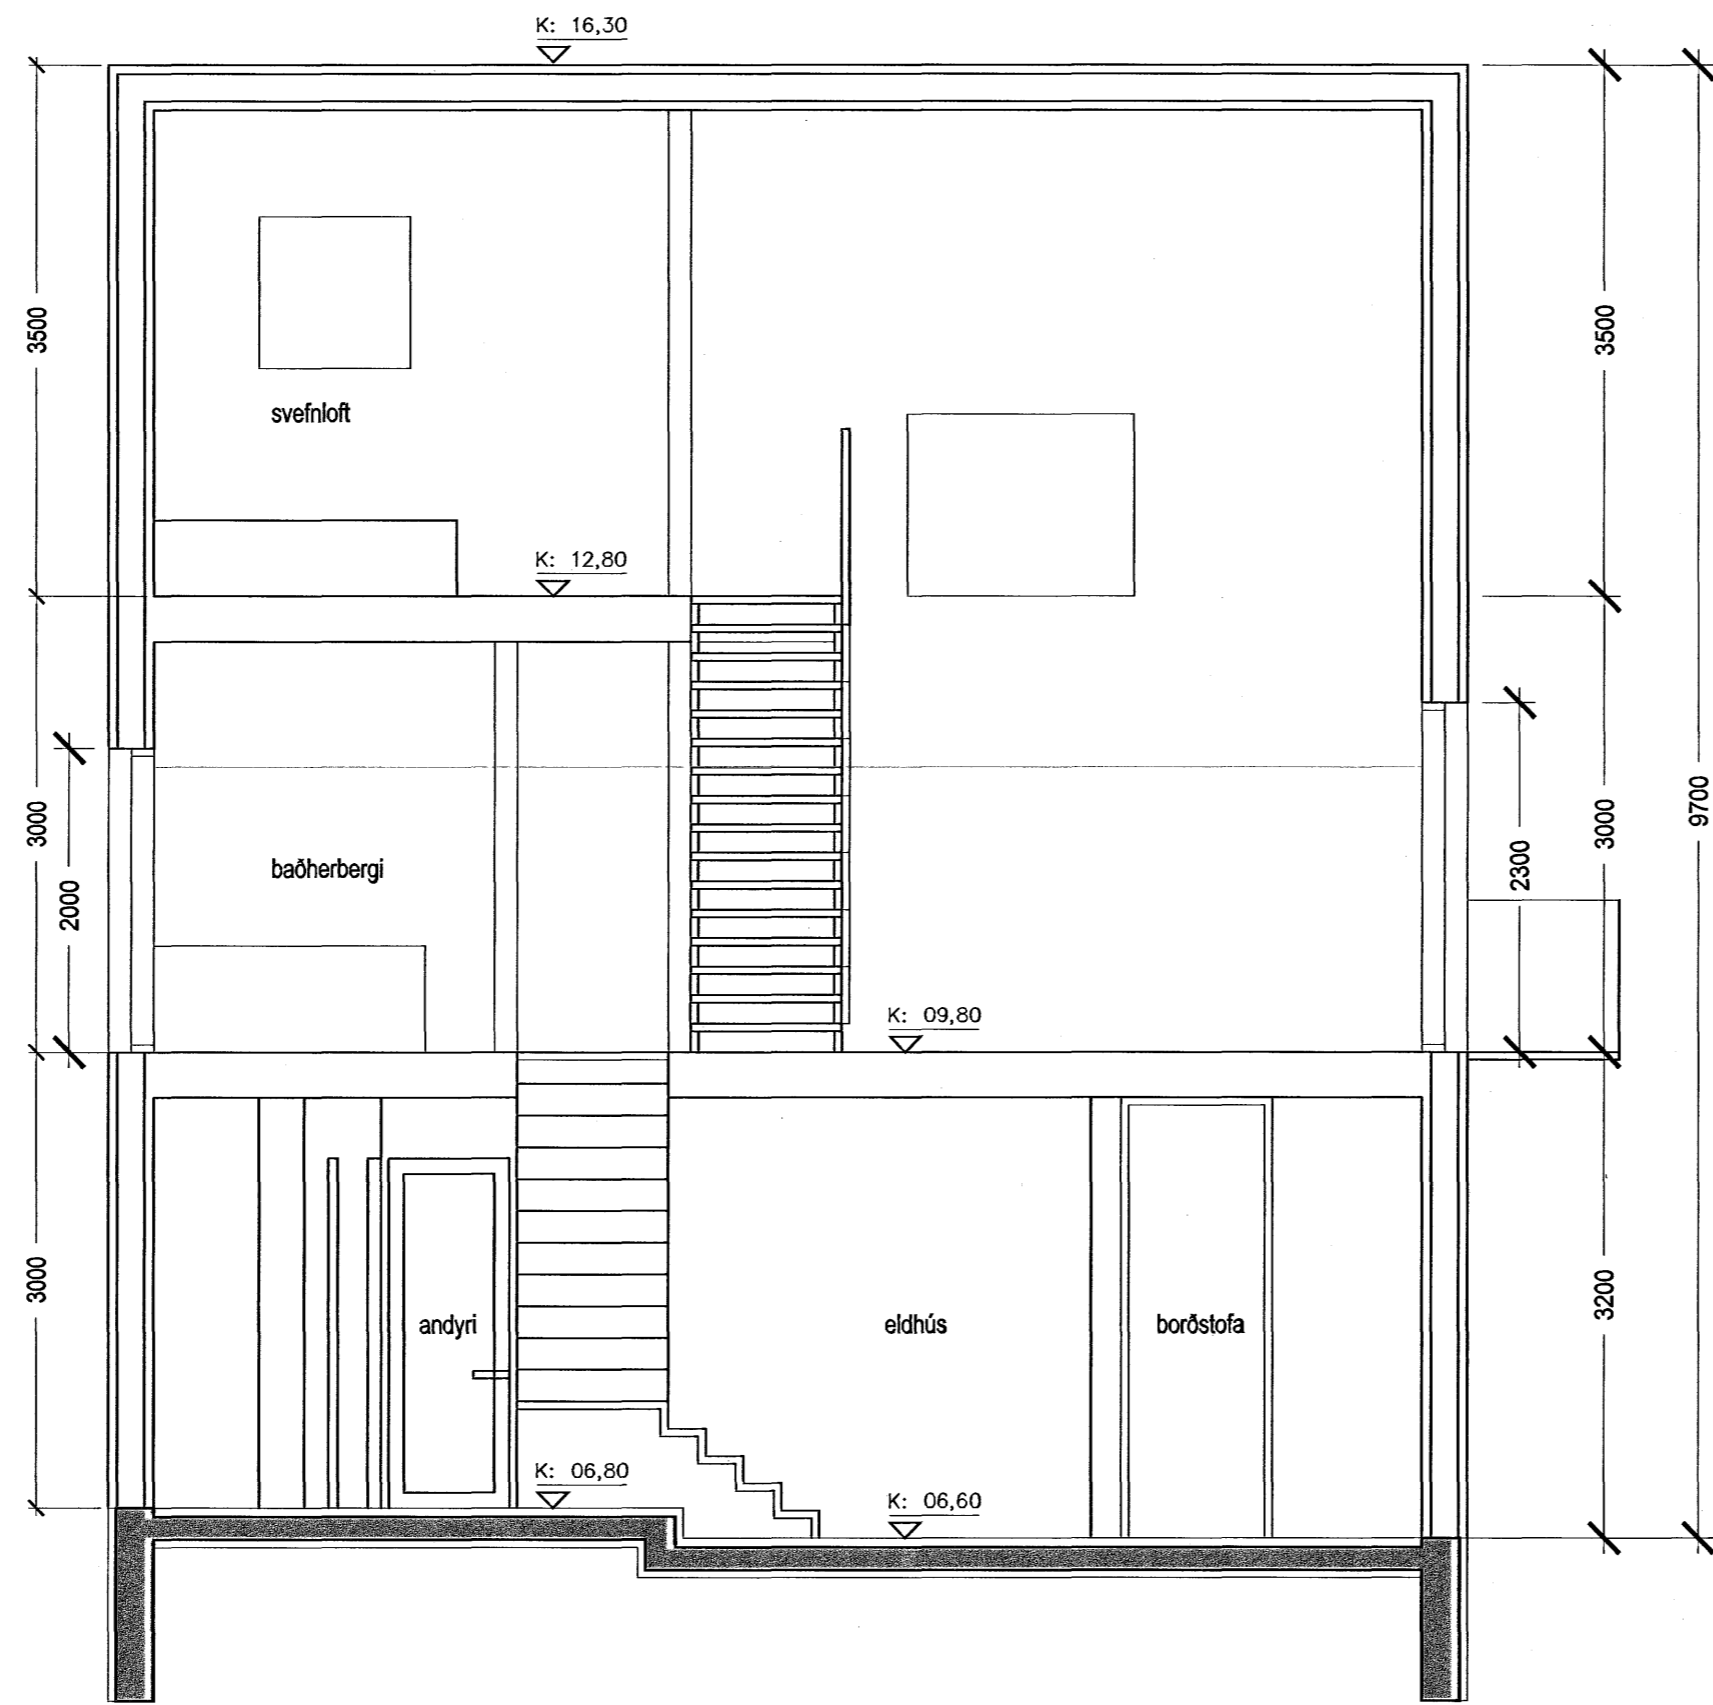 K: 16,30
3500
3500
svefnloft
K: 12,80
3000
2000
baðherbergi
2300
3000
9700
K: 09,80
3000
andyri
eldhús
borðstofa
3200
K: 06,80
K: 06,60